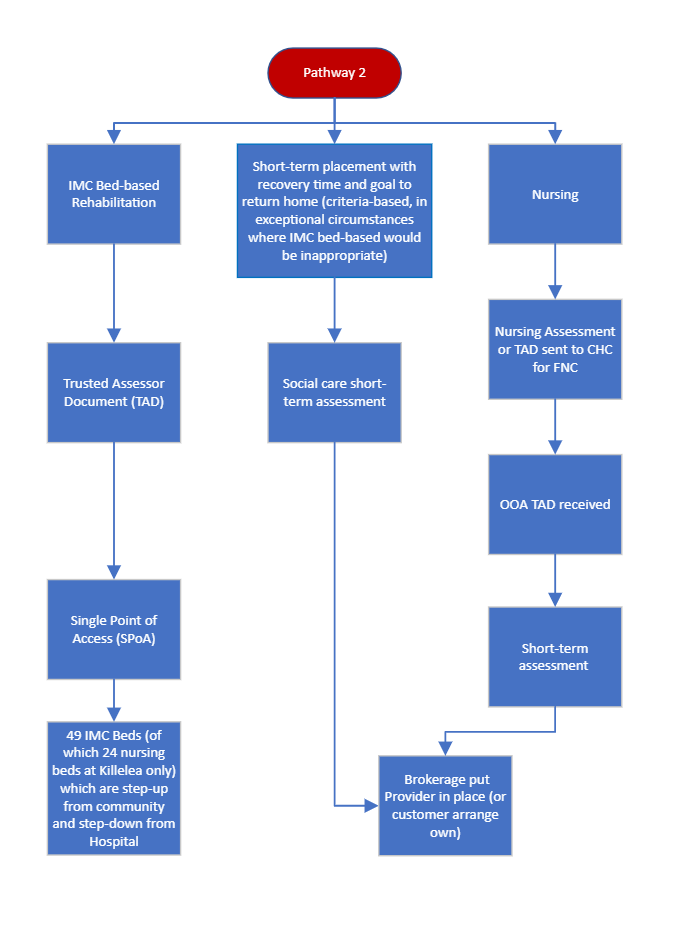 Pathway 2
IMC Bed-based
Rehabilitation
Short-term placement with
recovery time and goal to
return home (criteria-based, in
exceptional circumstances
where IMC bed-based would
be inappropriate)
Nursing
Nursing Assessment
or TAD sent to CHC
for FNC
Trusted Assessor
Document (TAD)
Social care short-
term assessment
OOA TAD received
Single Point of
Access (SPoA)
Short-term
assessment
49 IMC Beds (of
which 24 nursing
beds at Killelea only)
which are step-up
from community
and step-down from
Hospital
Brokerage put
Provider in place (or
customer arrange
own)